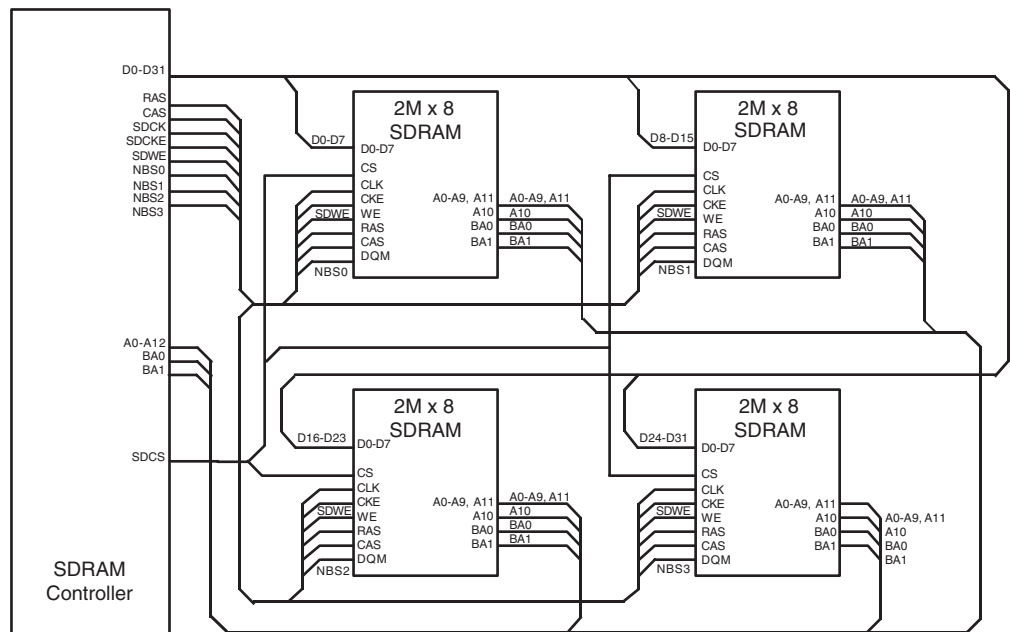 D0-D31
RAS
CAS
SDCK
SDCKE
SDWE
NBS0
NBS1
NBS2
NBS3
A0-A12
BA0
BA1
SDCS
SDRAM
Controller
2M x 8
SDRAM
D0-D7
D0-D7
CS
CLK
CKE
SDWE
WE
RAS
CAS
DQM
NBS0
A0-A9, A11
A10
BA0
BA1
A0-A9, A11
A10
BA0
BA1
2M x 8
SDRAM
D8-D15
D0-D7
CS
CLK
CKE
SDWE
WE
RAS
CAS
DQM
NBS1
A0-A9, A11
A10
BA0
BA1
A0-A9, A11
A10
BA0
BA1
2M x 8
SDRAM
D16-D23
D0-D7
CS
CLK
CKE
SDWE
WE
RAS
CAS
DQM
NBS2
A0-A9, A11
A10
BA0
BA1
A0-A9, A11
A10
BA0
BA1
2M x 8
SDRAM
D24-D31
D0-D7
CS
CLK
CKE
SDWE
WE
RAS
CAS
DQM
NBS3
A0-A9, A11
A10
BA0
BA1
A0-A9, A11
A10
BA0
BA1